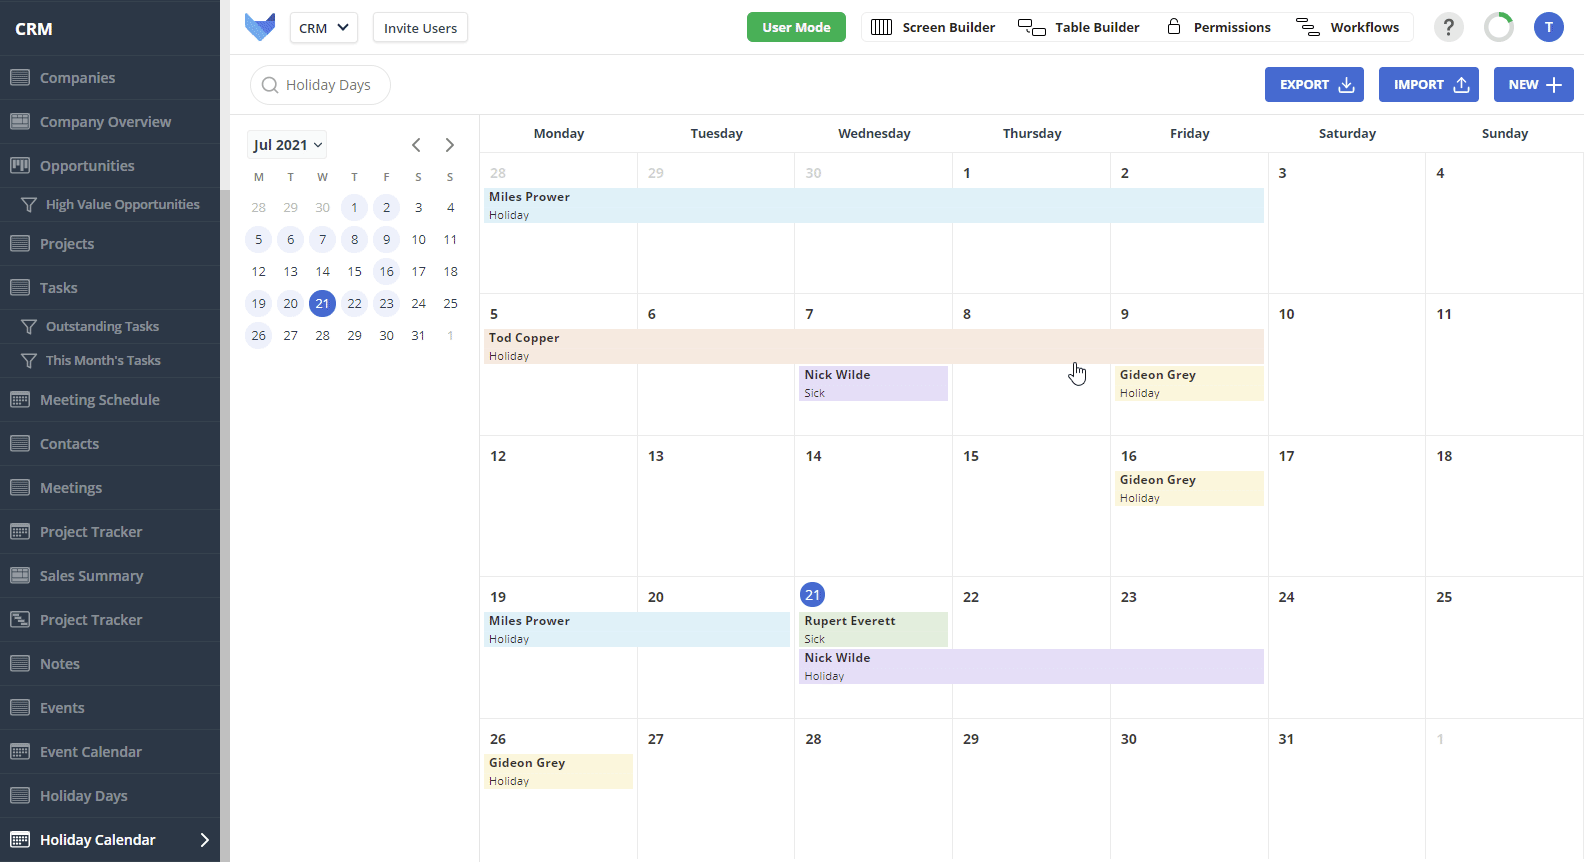 CRM
Companies
Company Overview
Opportunities
High Value Opportunities
Projects
Tasks
Outstanding Tasks
This Month's Tasks
Meeting Schedule
Contacts
Meetings
Project Tracker
Sales Summary
Project Tracker
Notes
Events
Event Calendar
Holiday Days
Holiday Calendar
CRM
Invite Users
User Mode
Screen Builder
Table Builder
Permissions
Workflows
?
T
Holiday Days
EXPORT
IMPORT
NEW
Jul 2021
M T W T F S S
28 29 30 1 2 3 4
5 6 7 8 9 10 11
12 13 14 15 16 17 18
19 20 21 22 23 24 25
26 27 28 29 30 31 1
Monday Tuesday Wednesday Thursday Friday Saturday Sunday
28 29 30 1 2 3 4
Miles Prower
Holiday
5 6 7 8 9 10 11
Tod Copper
Holiday
Nick Wilde
Sick
Gideon Grey
Holiday
12 13 14 15 16 17 18
Gideon Grey
Holiday
19 20 21 22 23 24 25
Miles Prower
Holiday
Rupert Everett
Sick
Nick Wilde
Holiday
26 27 28 29 30 31 1
Gideon Grey
Holiday